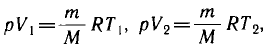 pV₁ = m/M RT₁, pV₂ = m/M RT₂,